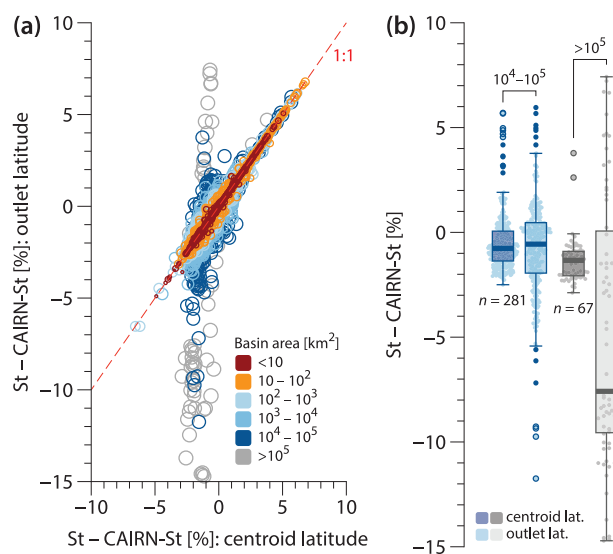 (a)
1:1
10
5
0
−5
−10
−15
−10
−5
0
5
10
St – CAIRN-St [%]: outlet latitude
St – CAIRN-St [%]: centroid latitude
Basin area [km²]
<10
10 – 10²
10² – 10³
10³ – 10⁴
10⁴ – 10⁵
>10⁵
(b)
>10⁵
10⁴–10⁵
5
0
−5
−10
−15
St – CAIRN-St [%]
n = 281
n = 67
centroid lat.
outlet lat.